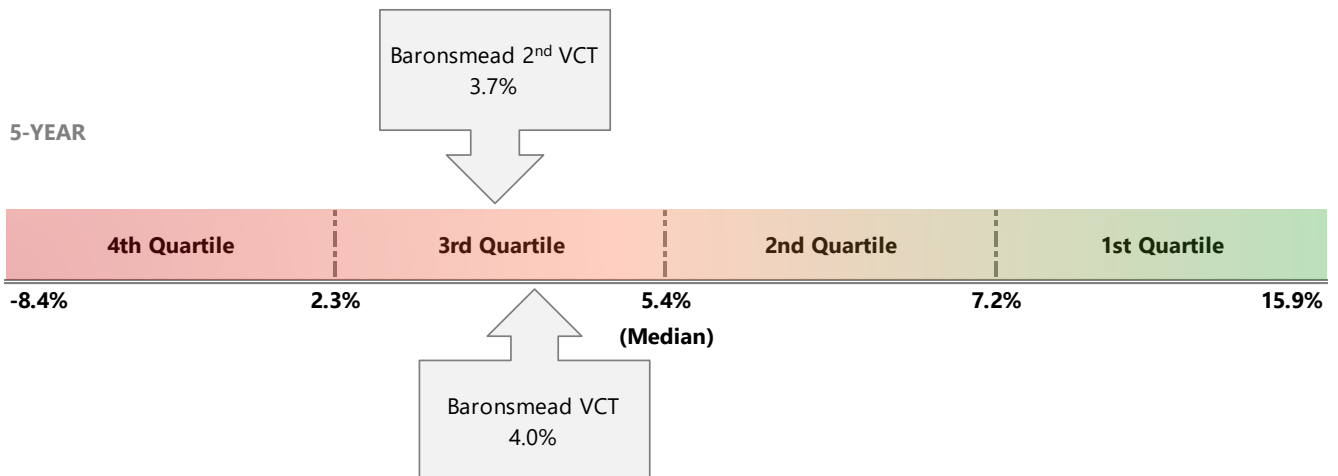 Baronsmead 2nd VCT
3.7%
5-YEAR
4th Quartile 3rd Quartile 2nd Quartile 1st Quartile
-8.4% 2.3% 5.4% 7.2% 15.9%
(Median)
Baronsmead VCT
4.0%